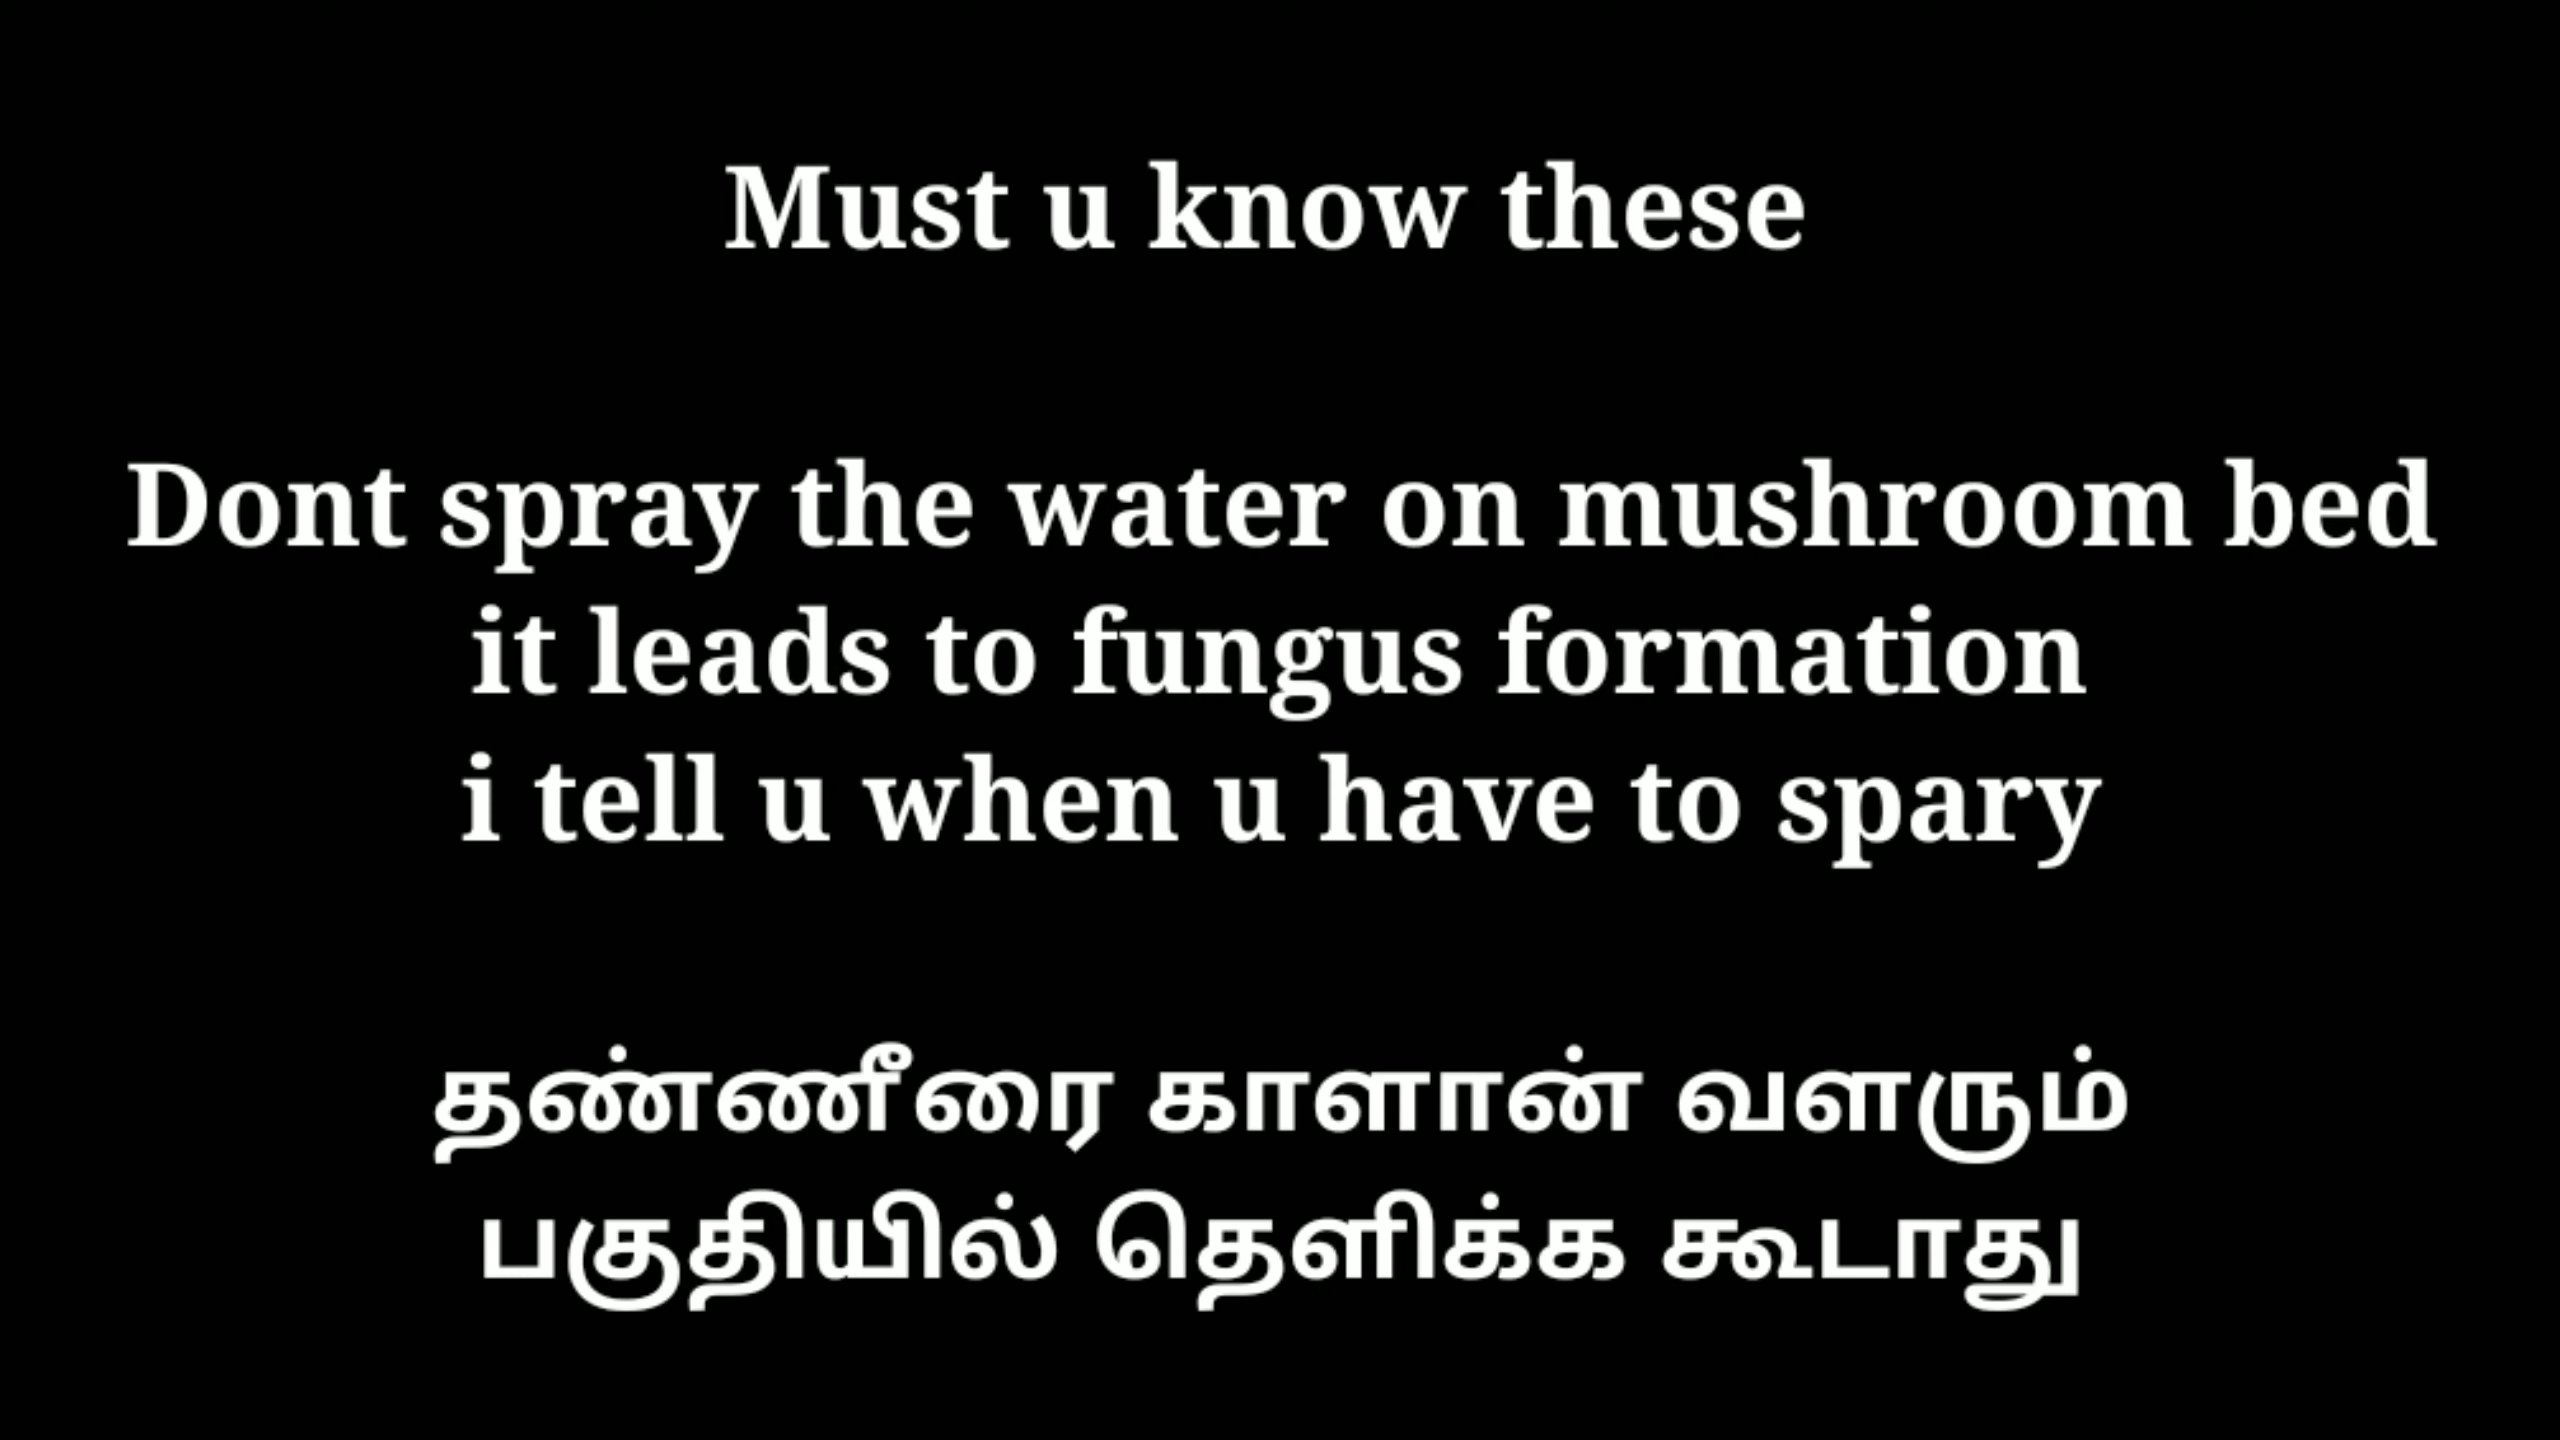 Must u know these
Dont spray the water on mushroom bed
it leads to fungus formation
i tell u when u have to spary
தண்ணீரை காளான் வளரும்
பகுதியில் தெளிக்க கூடாது